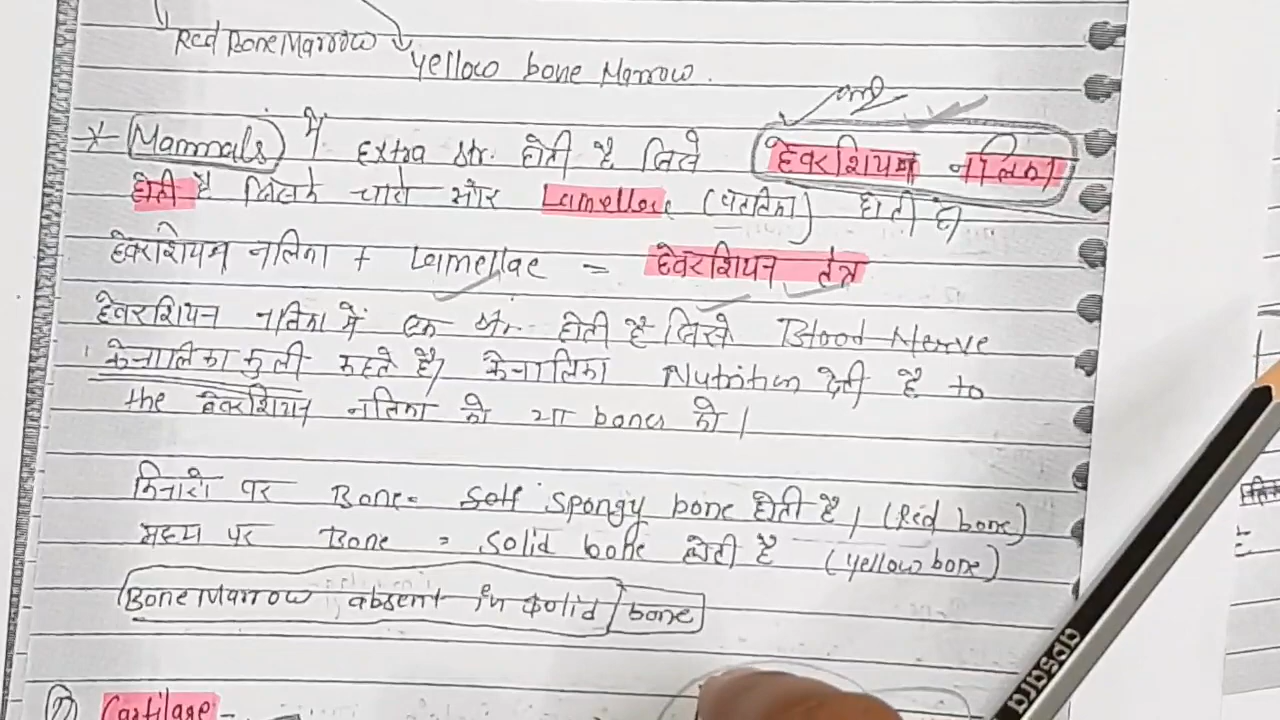 Red Bone Marrow
Yellow bone Marrow.
* Mammals में Extra str. होती है जिसे हेवरशियन नलिका
होती है जिसके चारो और Lamellae () होती है।
हेवरशियन नलिका + Lamellae = हेवरशियन तंत्र
हेवरशियन नलिका में एक str. होती है जिसे Blood Nerve
केनालिका कुली कहते है। केनालिका Nutrition देती है to
the हेवरशियन नलिका को या bones को।
किनारो पर Bone = Soft spongy bone होती है, (Red bone)
मध्य पर Bone = Solid bone होती है (yellow bone)
Bone Marrow absent in solid bone
Cartilage -
apsara